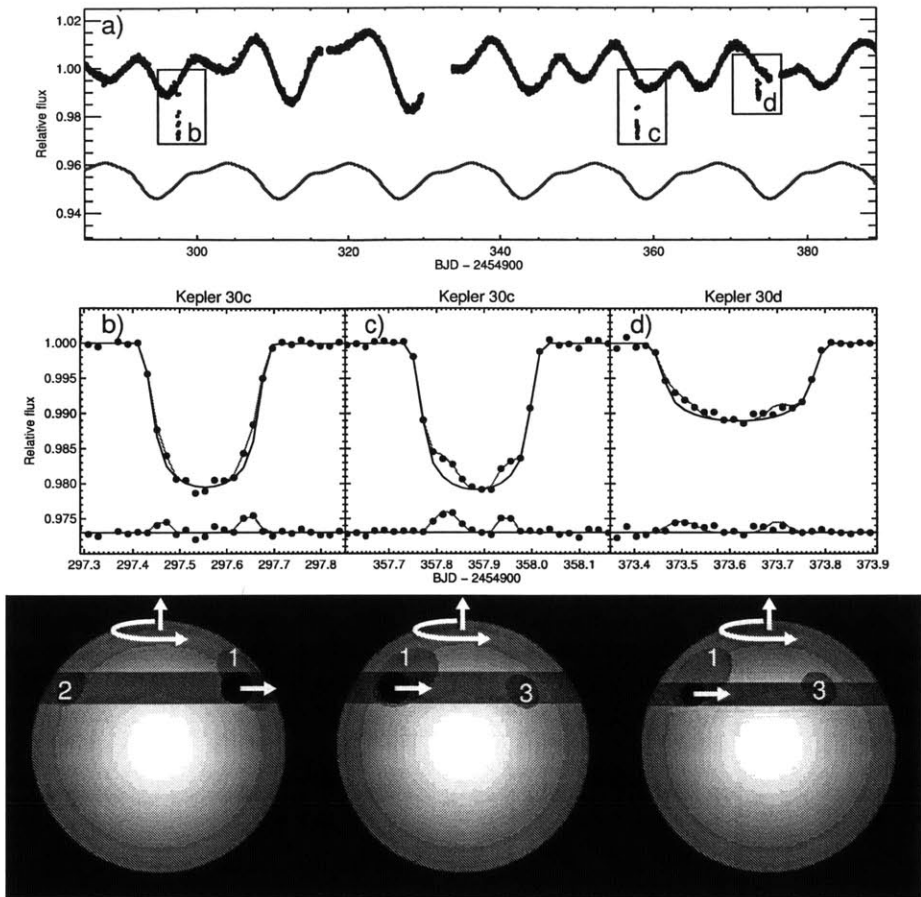 a)
1.02
1.00
0.98
0.96
0.94
Relative flux
b
c
d
300
320
340
360
380
BJD − 2454900
Kepler 30c
Kepler 30c
Kepler 30d
b)
c)
d)
1.000
0.995
0.990
0.985
0.980
0.975
Relative flux
297.3 297.4 297.5 297.6 297.7 297.8
357.7 357.8 357.9 358.0 358.1
373.4 373.5 373.6 373.7 373.8 373.9
BJD − 2454900
1
2
1
3
1
3